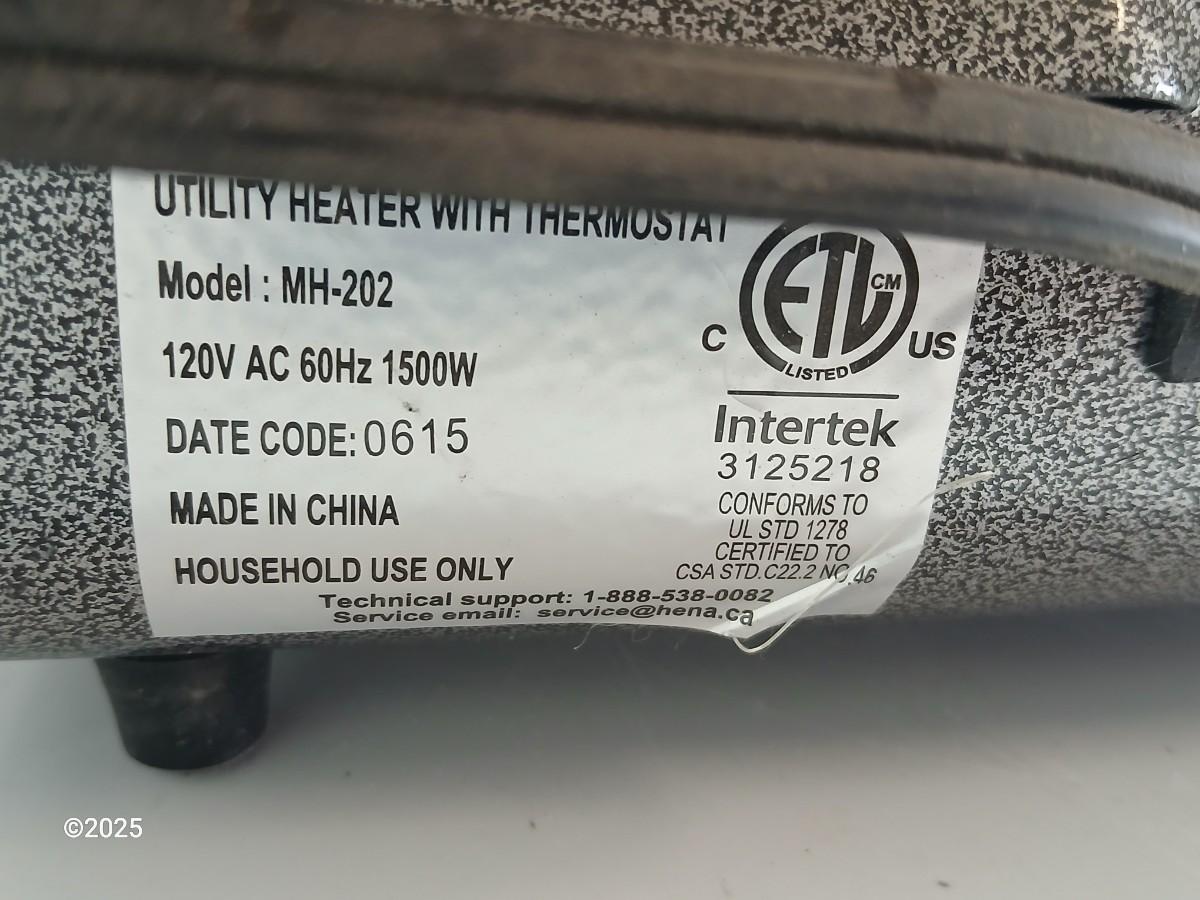 UTILITY HEATER WITH THERMOSTAT
Model : MH-202
120V AC 60Hz 1500W
DATE CODE: 0615
MADE IN CHINA
HOUSEHOLD USE ONLY
ETL CM
C US
LISTED
Intertek
3125218
CONFORMS TO
UL STD 1278
CERTIFIED TO
CSA STD.C22.2 NO.46
Technical support: 1-888-538-0082
Service email: service@hena.ca
©2025